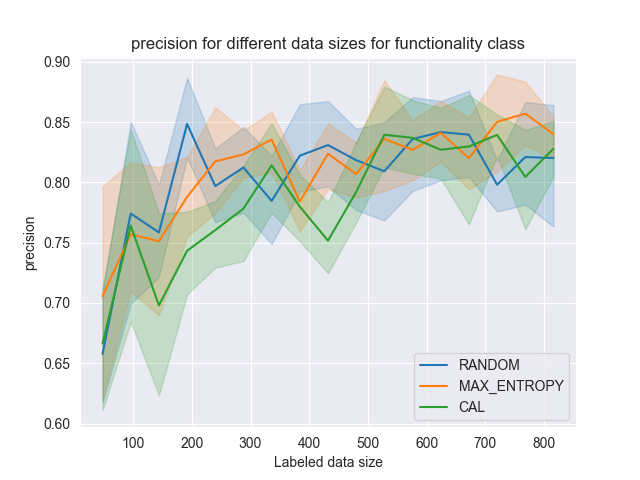 precision for different data sizes for functionality class
0.90
0.85
0.80
0.75
0.70
0.65
0.60
precision
100 200 300 400 500 600 700 800
Labeled data size
RANDOM
MAX_ENTROPY
CAL